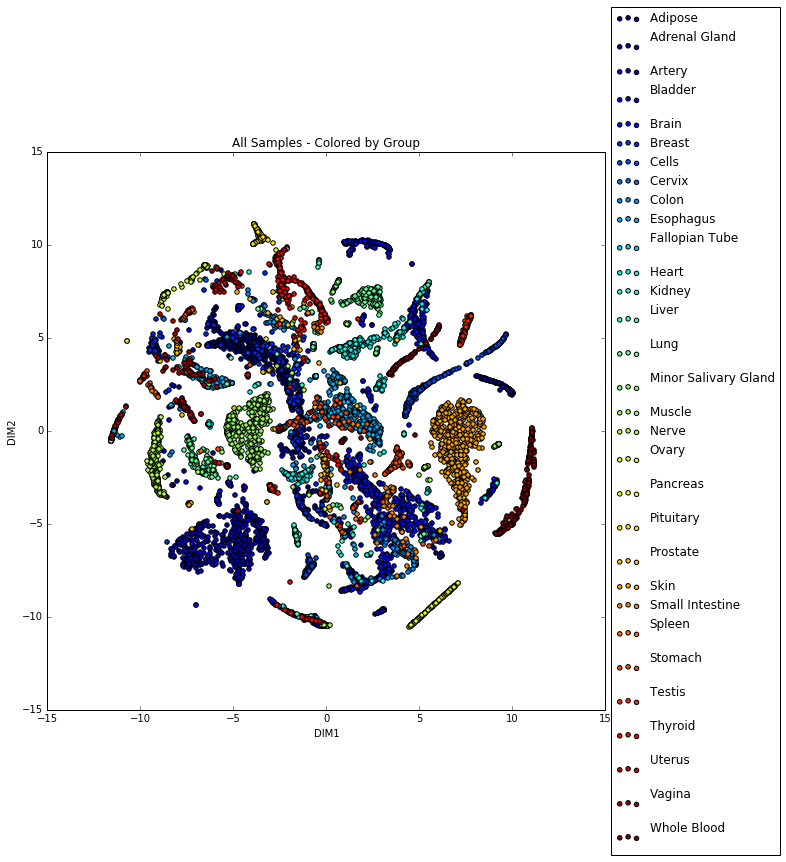 All Samples - Colored by Group
15
10
5
0
−5
−10
−15
−15
−10
−5
0
5
10
15
DIM1
DIM2
Adipose
Adrenal Gland
Artery
Bladder
Brain
Breast
Cells
Cervix
Colon
Esophagus
Fallopian Tube
Heart
Kidney
Liver
Lung
Minor Salivary Gland
Muscle
Nerve
Ovary
Pancreas
Pituitary
Prostate
Skin
Small Intestine
Spleen
Stomach
Testis
Thyroid
Uterus
Vagina
Whole Blood